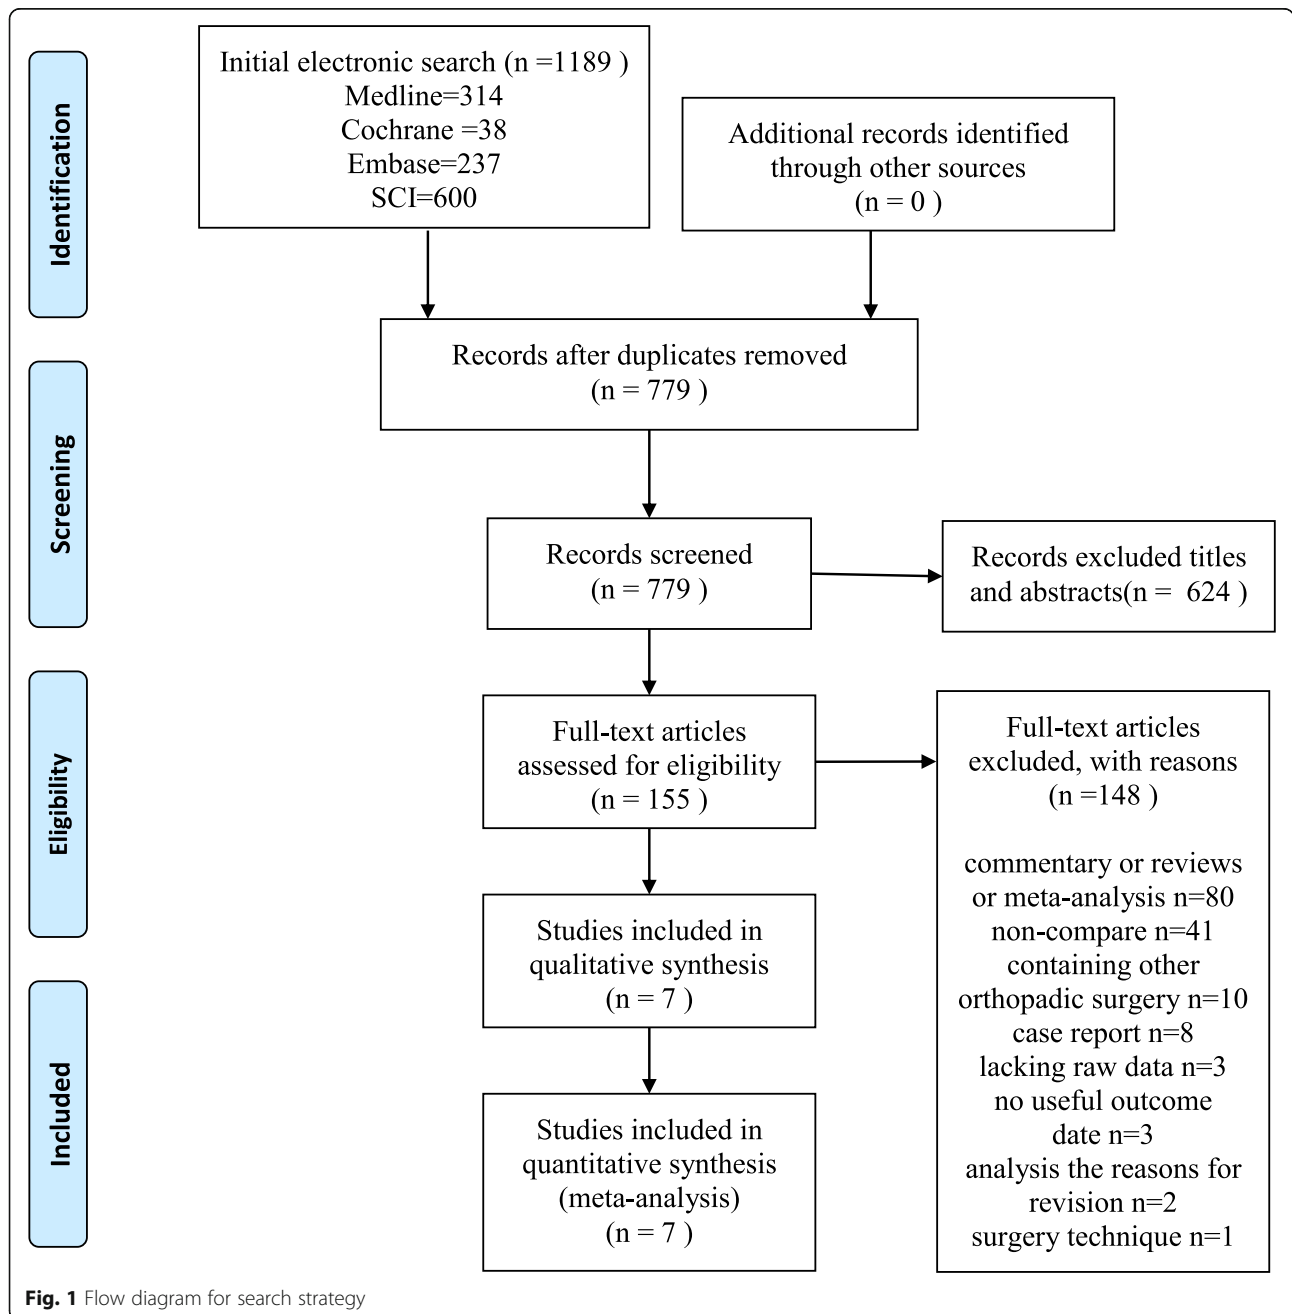 Identification
Initial electronic search (n =1189 )
Medline=314
Cochrane =38
Embase=237
SCI=600
Additional records identified
through other sources
(n = 0 )
Records after duplicates removed
(n = 779 )
Screening
Records screened
(n = 779 )
Records excluded titles
and abstracts(n = 624 )
Eligibility
Full-text articles
assessed for eligibility
(n = 155 )
Full-text articles
excluded, with reasons
(n =148 )
commentary or reviews
or meta-analysis n=80
non-compare n=41
containing other
orthopadic surgery n=10
case report n=8
lacking raw data n=3
no useful outcome
date n=3
analysis the reasons for
revision n=2
surgery technique n=1
Studies included in
qualitative synthesis
(n = 7 )
Included
Studies included in
quantitative synthesis
(meta-analysis)
(n = 7 )
Fig. 1 Flow diagram for search strategy